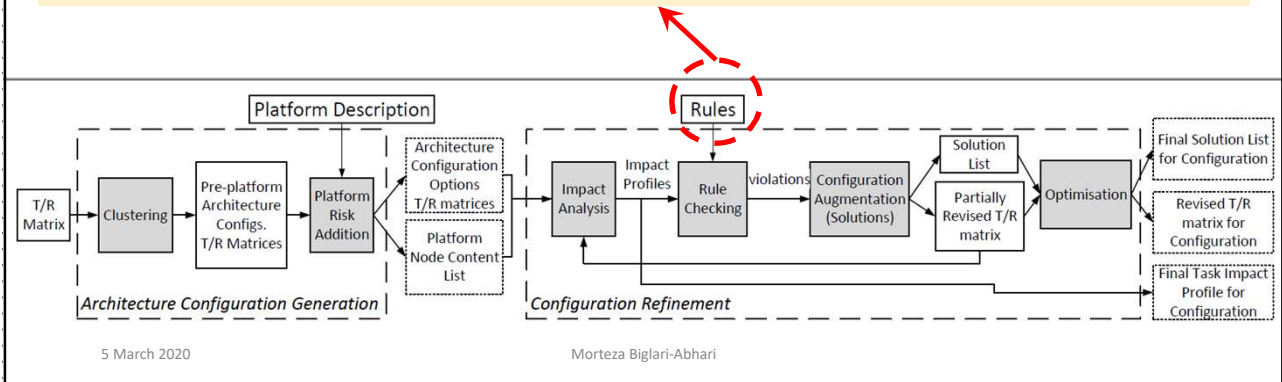 Platform Description
Rules
T/R
Matrix
Clustering
Pre-platform
Architecture
Configs.
T/R Matrices
Platform
Risk
Addition
Architecture
Configuration
Options
T/R matrices
Platform
Node Content
List
Architecture Configuration Generation
Impact
Analysis
Impact
Profiles
Rule
Checking
violations
Configuration
Augmentation
(Solutions)
Solution
List
Partially
Revised T/R
matrix
Optimisation
Configuration Refinement
Final Solution List
for Configuration
Revised T/R
matrix for
Configuration
Final Task Impact
Profile for
Configuration
5 March 2020
Morteza Biglari-Abhari